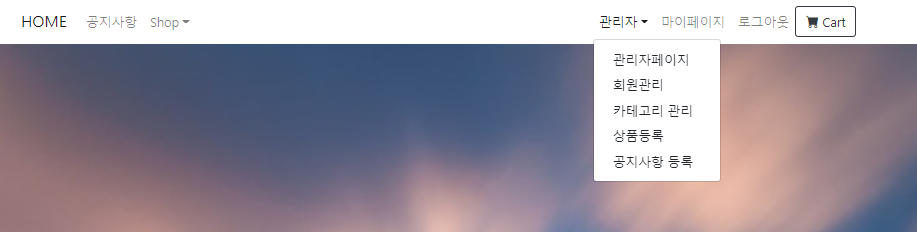 HOME 공지사항 Shop 관리자 마이페이지 로그아웃 Cart
관리자페이지
회원관리
카테고리 관리
상품등록
공지사항 등록